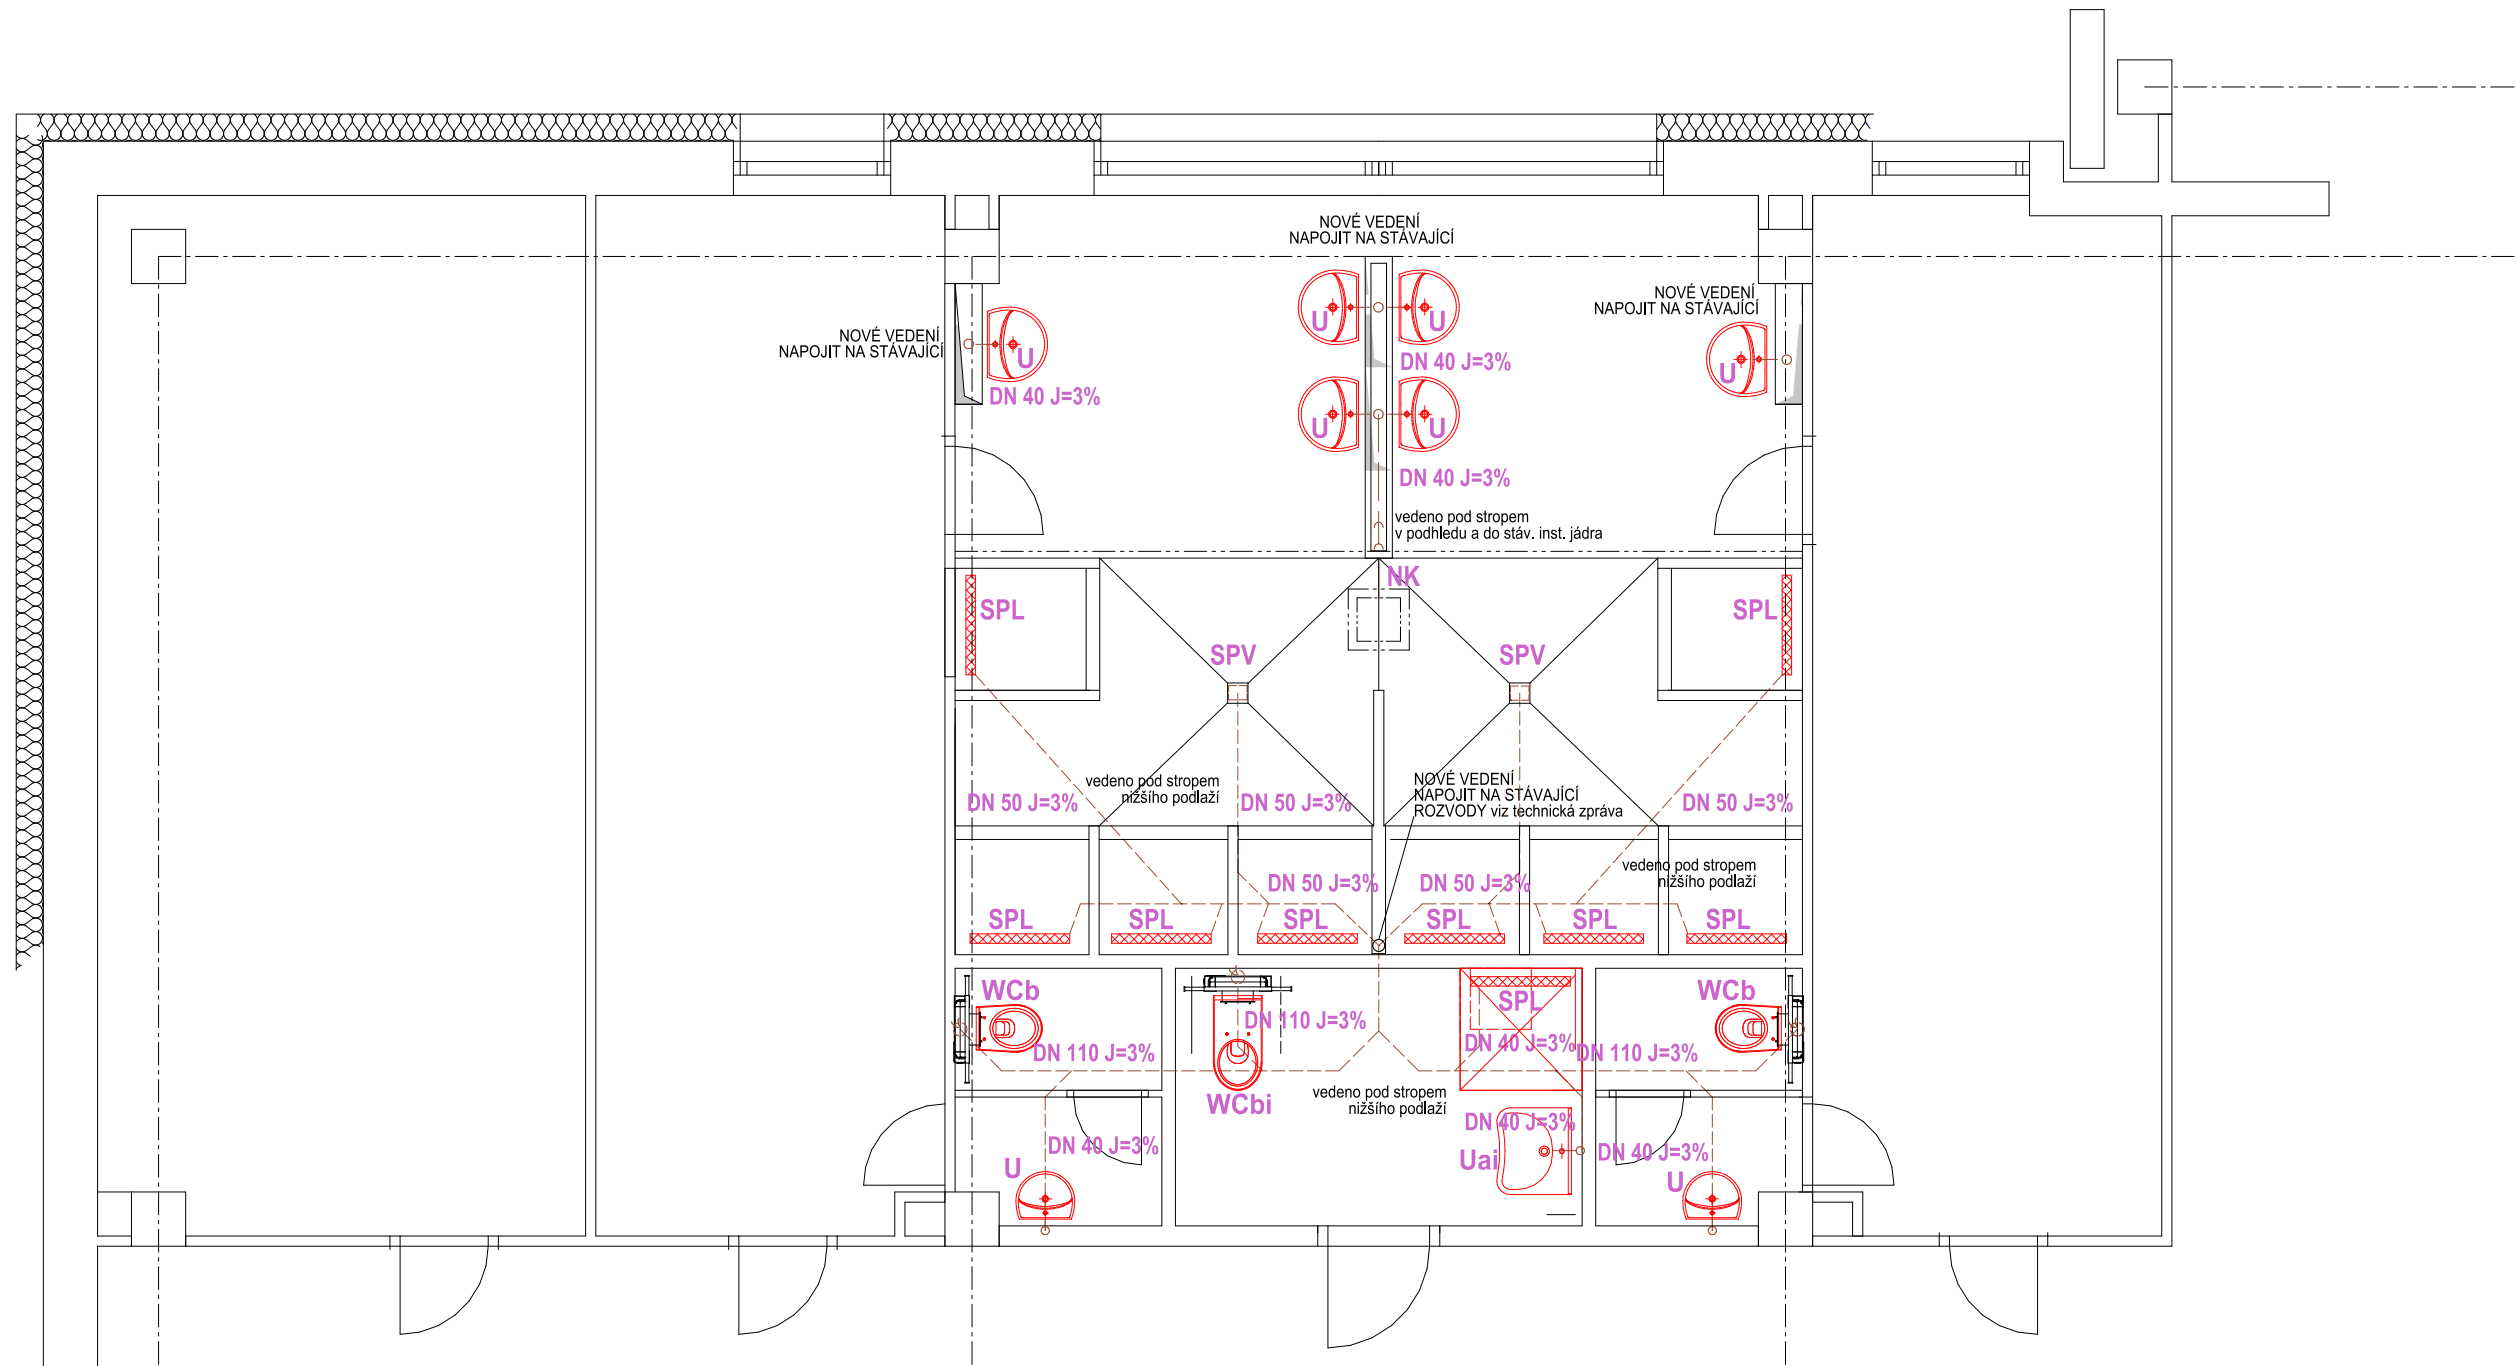 NOVÉ VEDENÍ
NAPOJIT NA STÁVAJÍCÍ
NOVÉ VEDENÍ
NAPOJIT NA STÁVAJÍCÍ
NOVÉ VEDENÍ
NAPOJIT NA STÁVAJÍCÍ
U
U
U
U
DN 40 J=3%
U
DN 40 J=3%
U
U
DN 40 J=3%
vedeno pod stropem
v podhledu a do stáv. inst. jádra
NK
SPL
SPL
SPV
SPV
vedeno pod stropem
nižšího podlaží
NOVÉ VEDENÍ
NAPOJIT NA STÁVAJÍCÍ
ROZVODY viz technická zpráva
DN 50 J=3%
DN 50 J=3%
DN 50 J=3%
vedeno pod stropem
nižšího podlaží
DN 50 J=3%
DN 50 J=3%
SPL
SPL
SPL
SPL
SPL
SPL
WCb
SPL
WCb
DN 110 J=3%
DN 110 J=3%
DN 40 J=3%
DN 110 J=3%
WCbi
vedeno pod stropem
nižšího podlaží
DN 40 J=3%
DN 40 J=3%
DN 40 J=3%
U
Uai
U